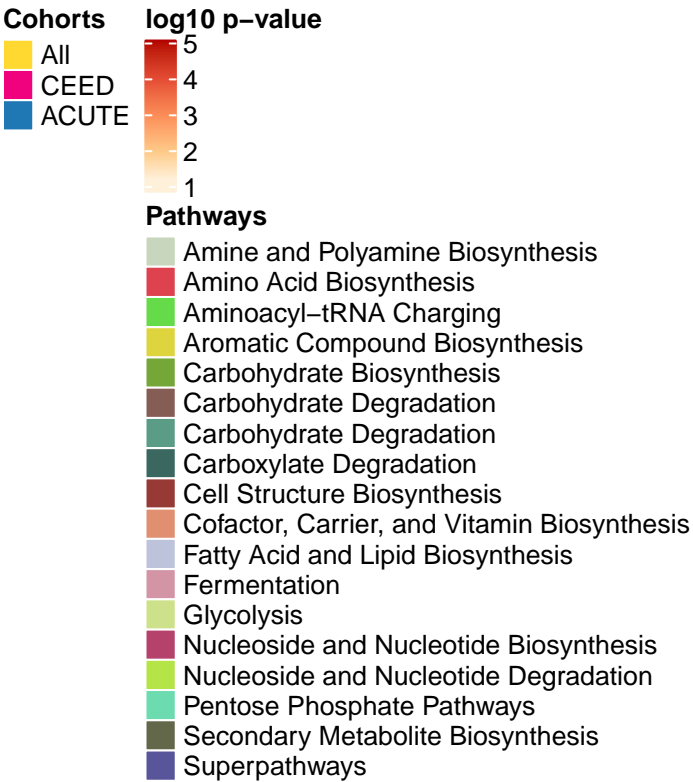 Cohorts
All
CEED
ACUTE
log10 p−value
5
4
3
2
1
Pathways
Amine and Polyamine Biosynthesis
Amino Acid Biosynthesis
Aminoacyl−tRNA Charging
Aromatic Compound Biosynthesis
Carbohydrate Biosynthesis
Carbohydrate Degradation
Carbohydrate Degradation
Carboxylate Degradation
Cell Structure Biosynthesis
Cofactor, Carrier, and Vitamin Biosynthesis
Fatty Acid and Lipid Biosynthesis
Fermentation
Glycolysis
Nucleoside and Nucleotide Biosynthesis
Nucleoside and Nucleotide Degradation
Pentose Phosphate Pathways
Secondary Metabolite Biosynthesis
Superpathways